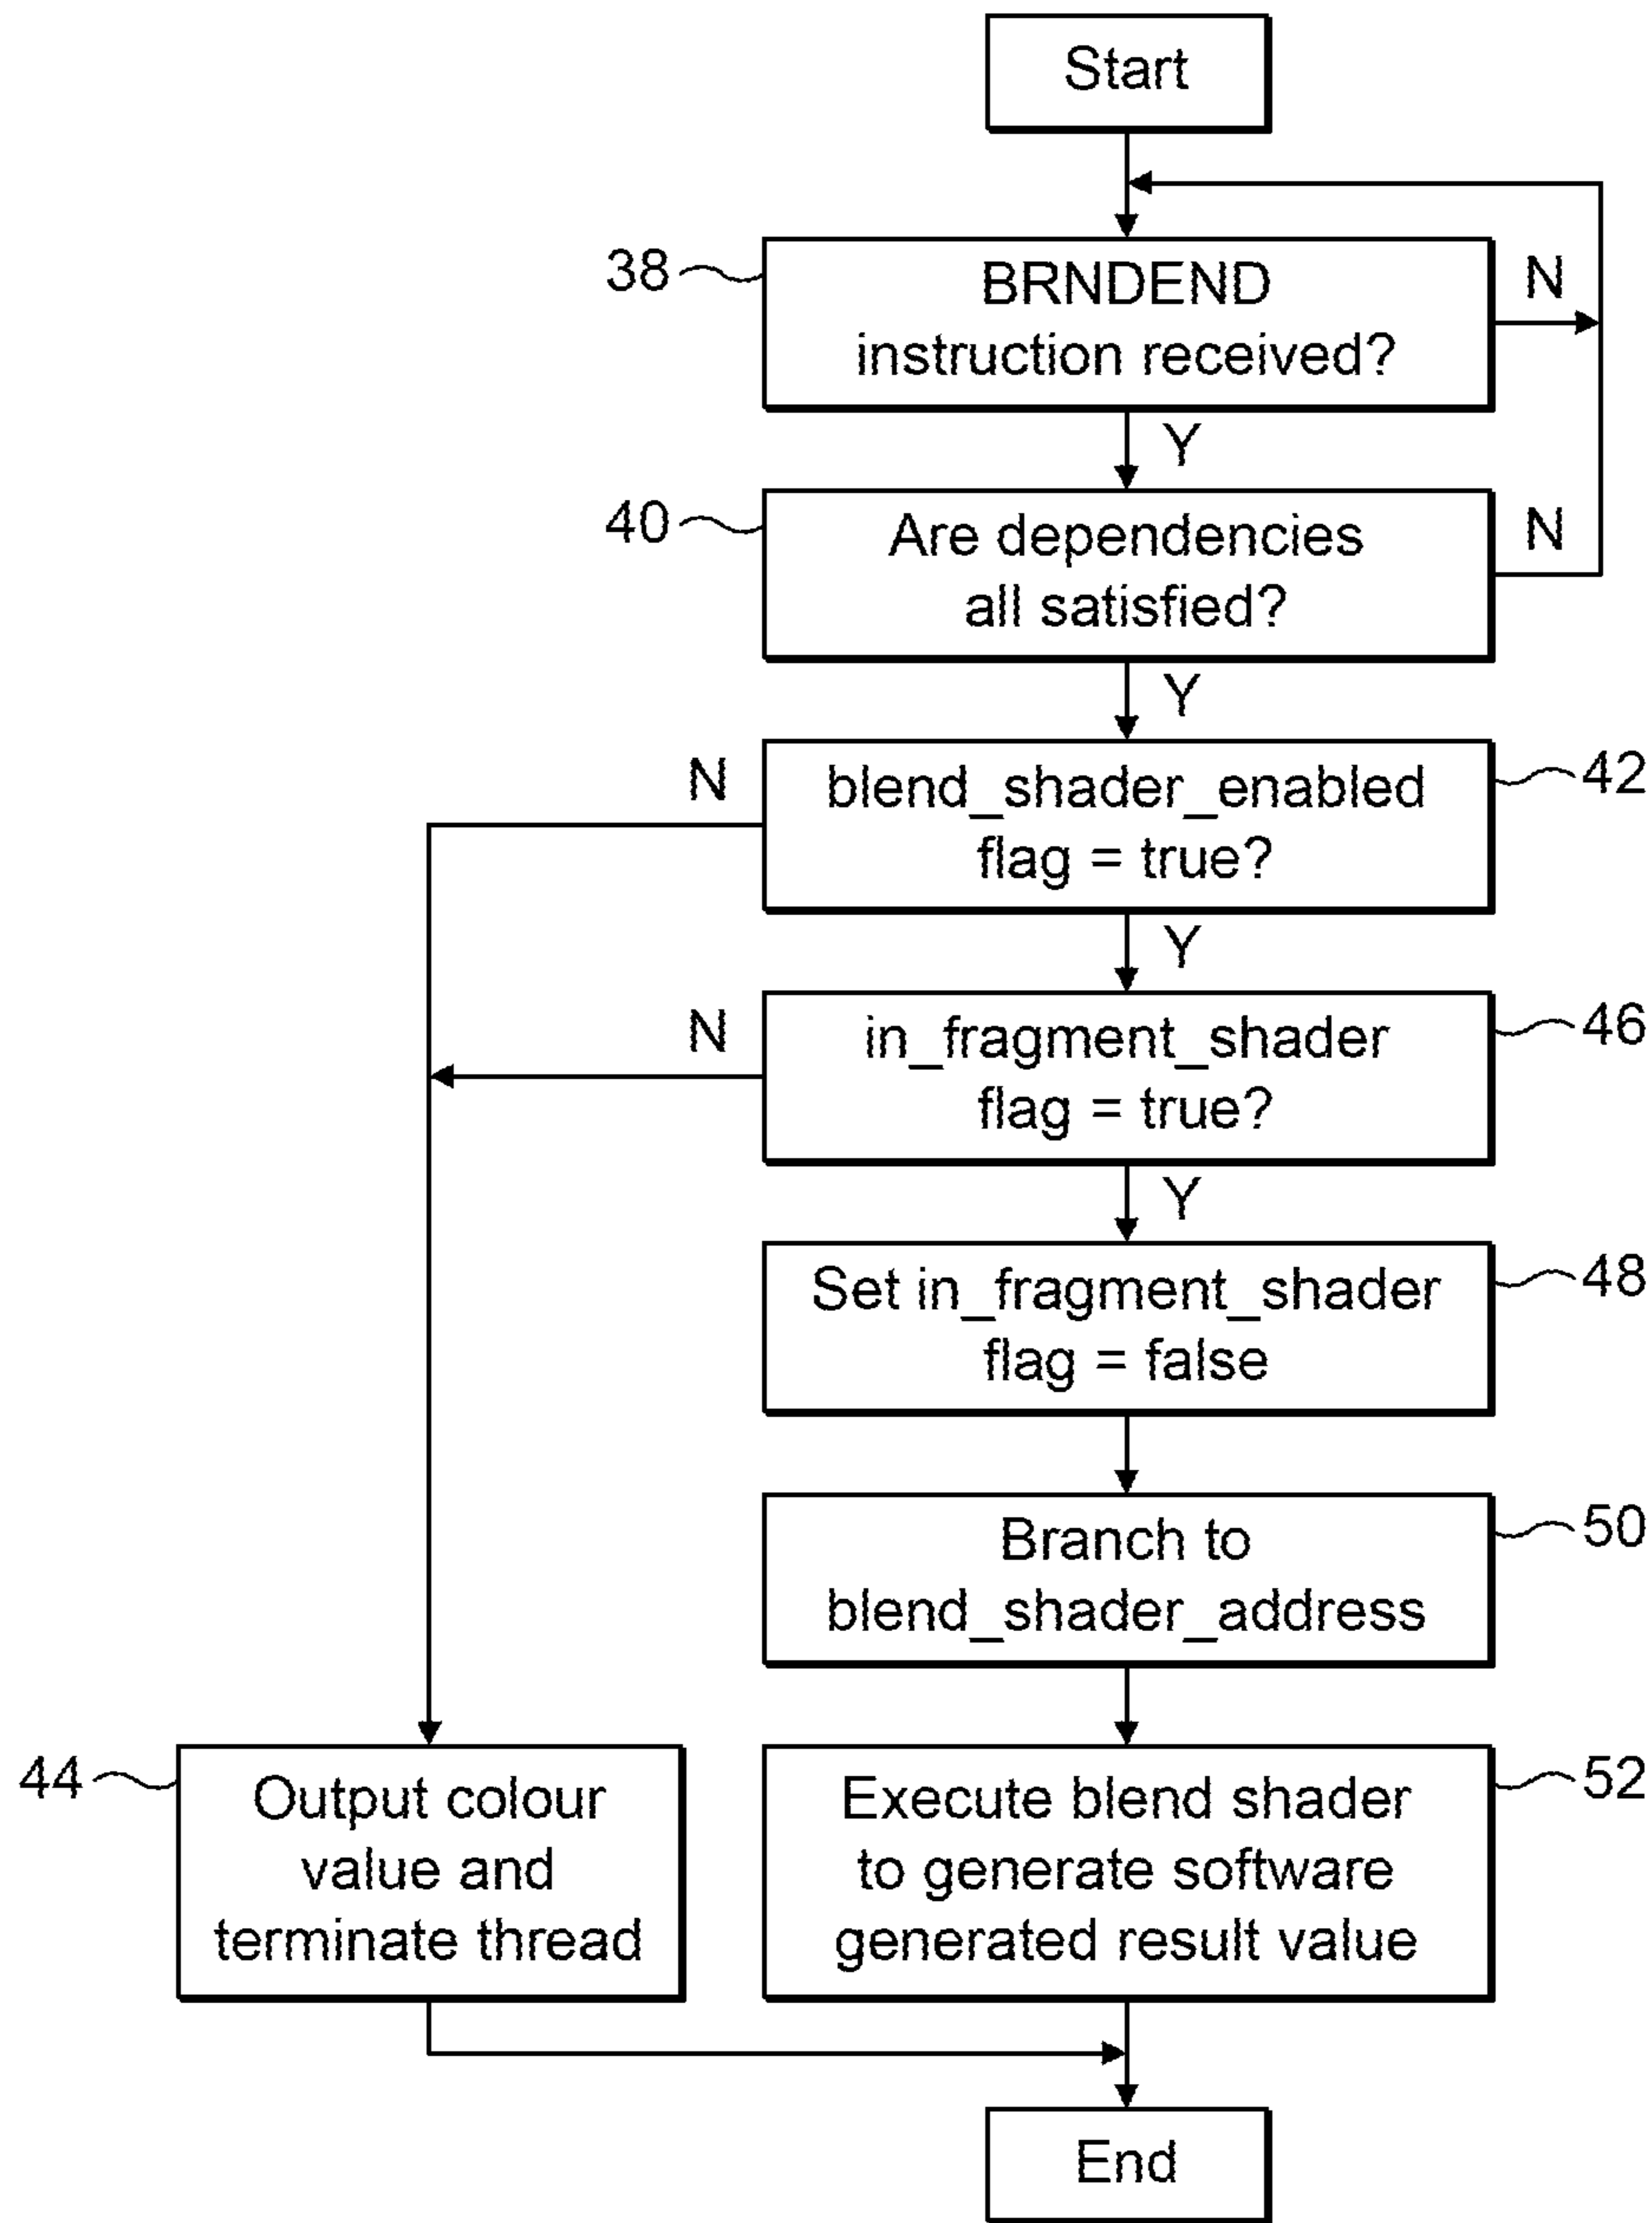 Start
38
BRNDEND
instruction received?
N
Y
40
Are dependencies
all satisfied?
N
Y
N
blend_shader_enabled
flag = true?
42
Y
N
in_fragment_shader
flag = true?
46
Y
Set in_fragment_shader
flag = false
48
Branch to
blend_shader_address
50
44
Output colour
value and
terminate thread
Execute blend shader
to generate software
generated result value
52
End